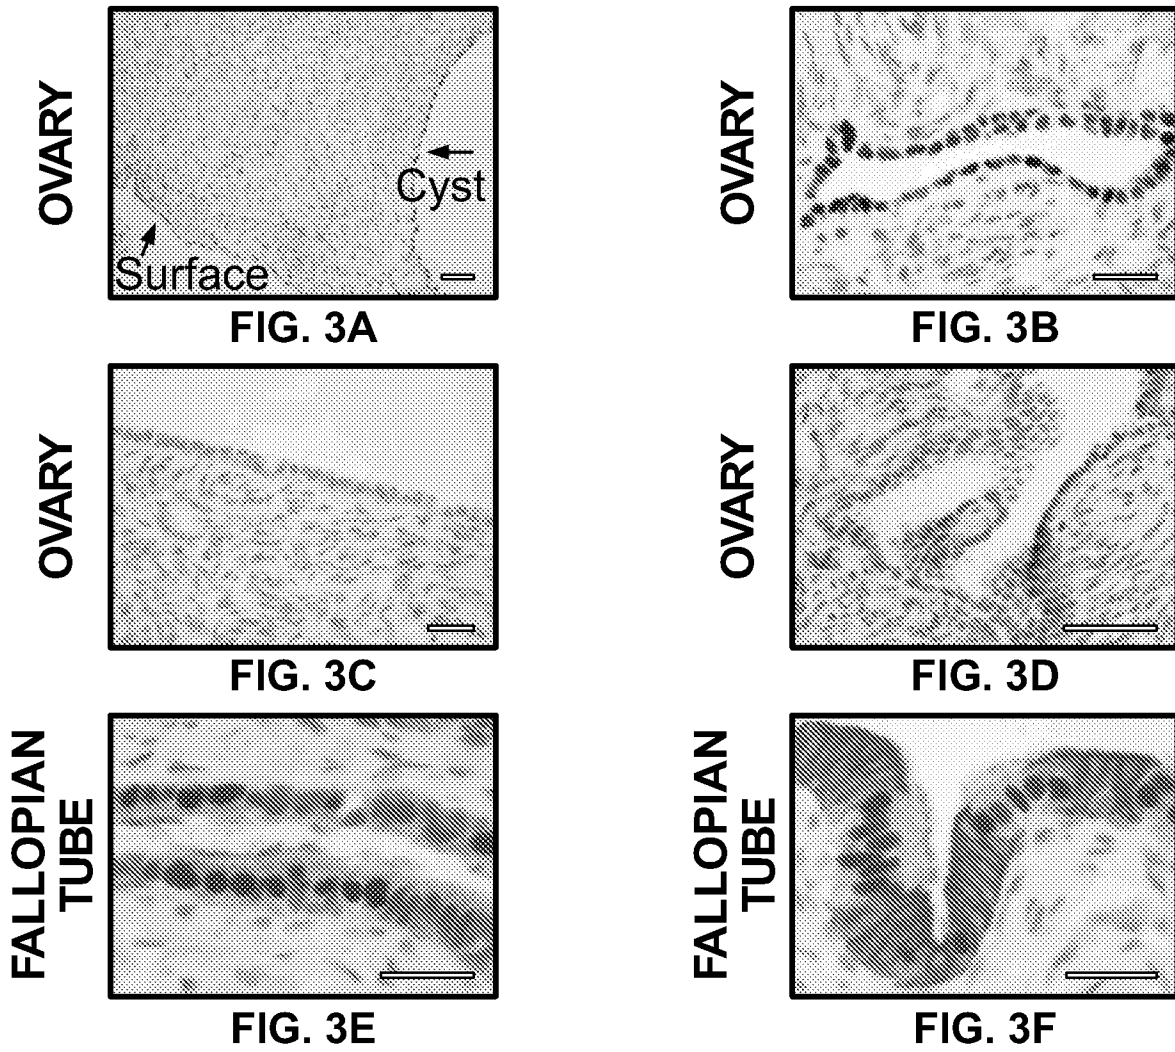 OVARY
Cyst
Surface
FIG. 3A
OVARY
FIG. 3B
OVARY
FIG. 3C
OVARY
FIG. 3D
FALLOPIAN
TUBE
FIG. 3E
FALLOPIAN
TUBE
FIG. 3F